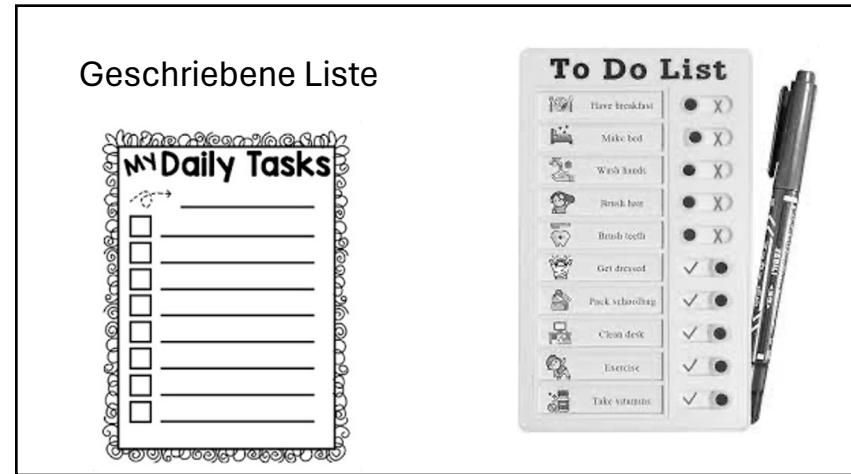 Geschriebene Liste
MY Daily Tasks
To Do List
Have breakfast
Make bed
Wash hands
Brush hair
Brush teeth
Get dressed
Pack schoolbag
Clean desk
Exercise
Take vitamins